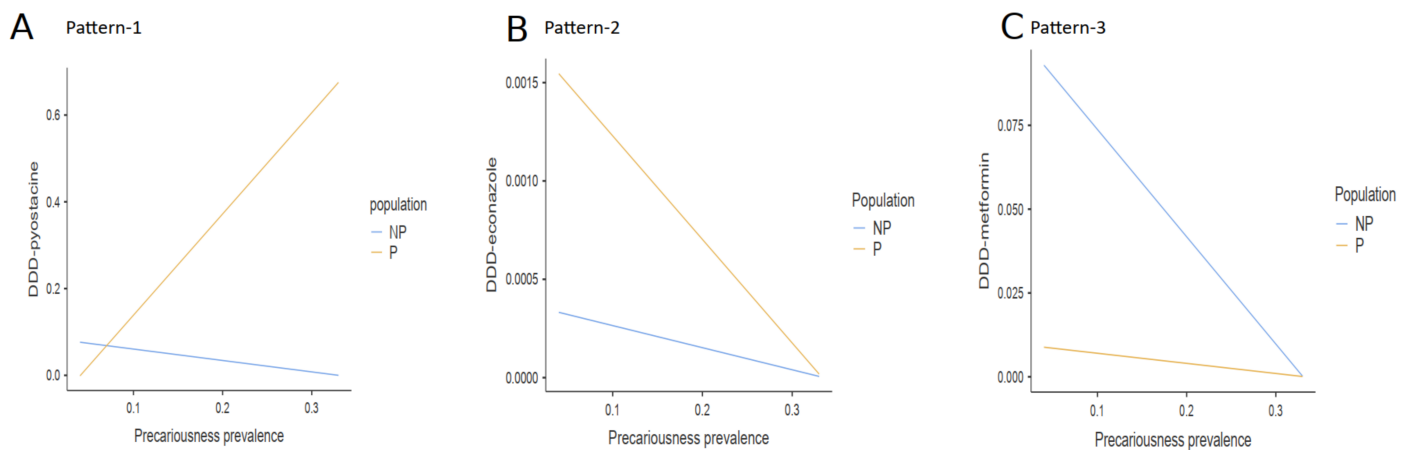 A Pattern-1
DDD-pyostacine
0.6
0.4
0.2
0.0
0.1 0.2 0.3
Precariousness prevalence
population
NP
P
B Pattern-2
DDD-econazole
0.0015
0.0010
0.0005
0.0000
0.1 0.2 0.3
Precariousness prevalence
Population
NP
P
C Pattern-3
DDD-metformin
0.075
0.050
0.025
0.000
0.1 0.2 0.3
Precariousness prevalence
Population
NP
P